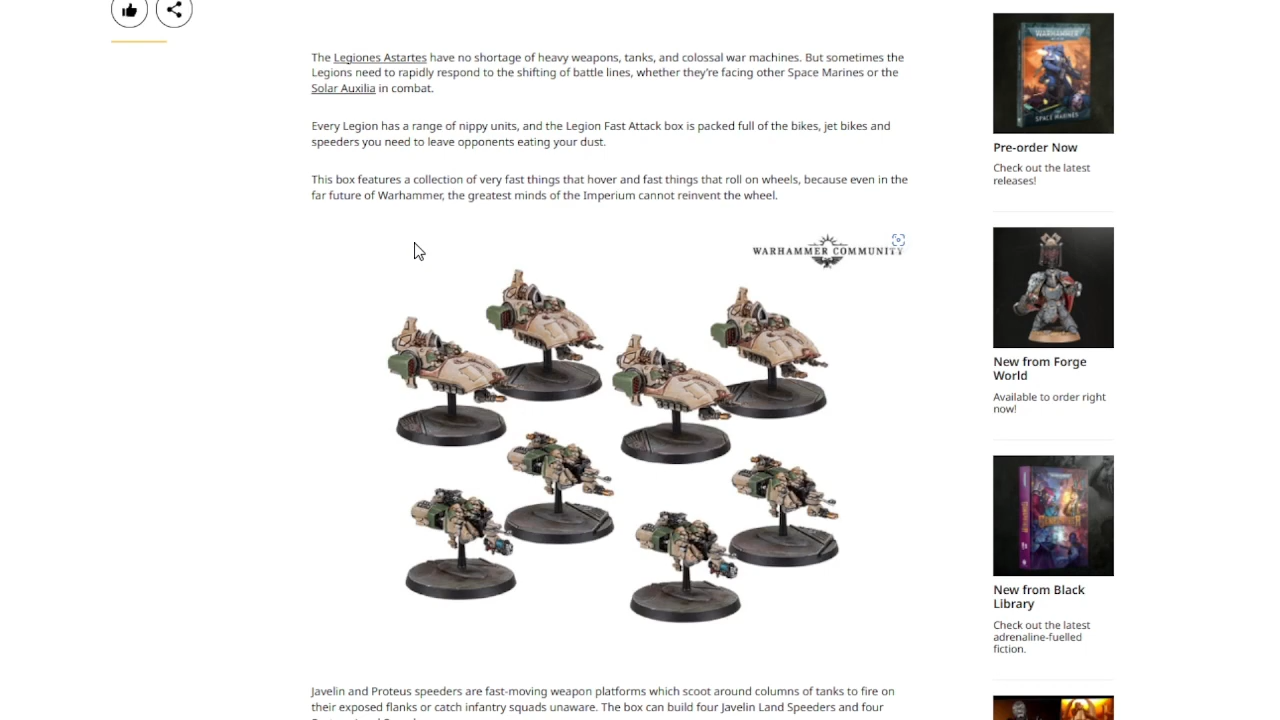 The Legiones Astartes have no shortage of heavy weapons, tanks, and colossal war machines. But sometimes the
Legions need to rapidly respond to the shifting of battle lines, whether they're facing other Space Marines or the
Solar Auxilia in combat.
Every Legion has a range of nippy units, and the Legion Fast Attack box is packed full of the bikes, jet bikes and
speeders you need to leave opponents eating your dust.
This box features a collection of very fast things that hover and fast things that roll on wheels, because even in the
far future of Warhammer, the greatest minds of the Imperium cannot reinvent the wheel.
WARHAMMER COMMUNITY
Javelin and Proteus speeders are fast-moving weapon platforms which scoot around columns of tanks to fire on
their exposed flanks or catch infantry squads unaware. The box can build four Javelin Land Speeders and four
WARHAMMER
SPACE MARINES
Pre-order Now
Check out the latest
releases!
New from Forge
World
Available to order right
now!
New from Black
Library
Check out the latest
adrenaline-fuelled
fiction.